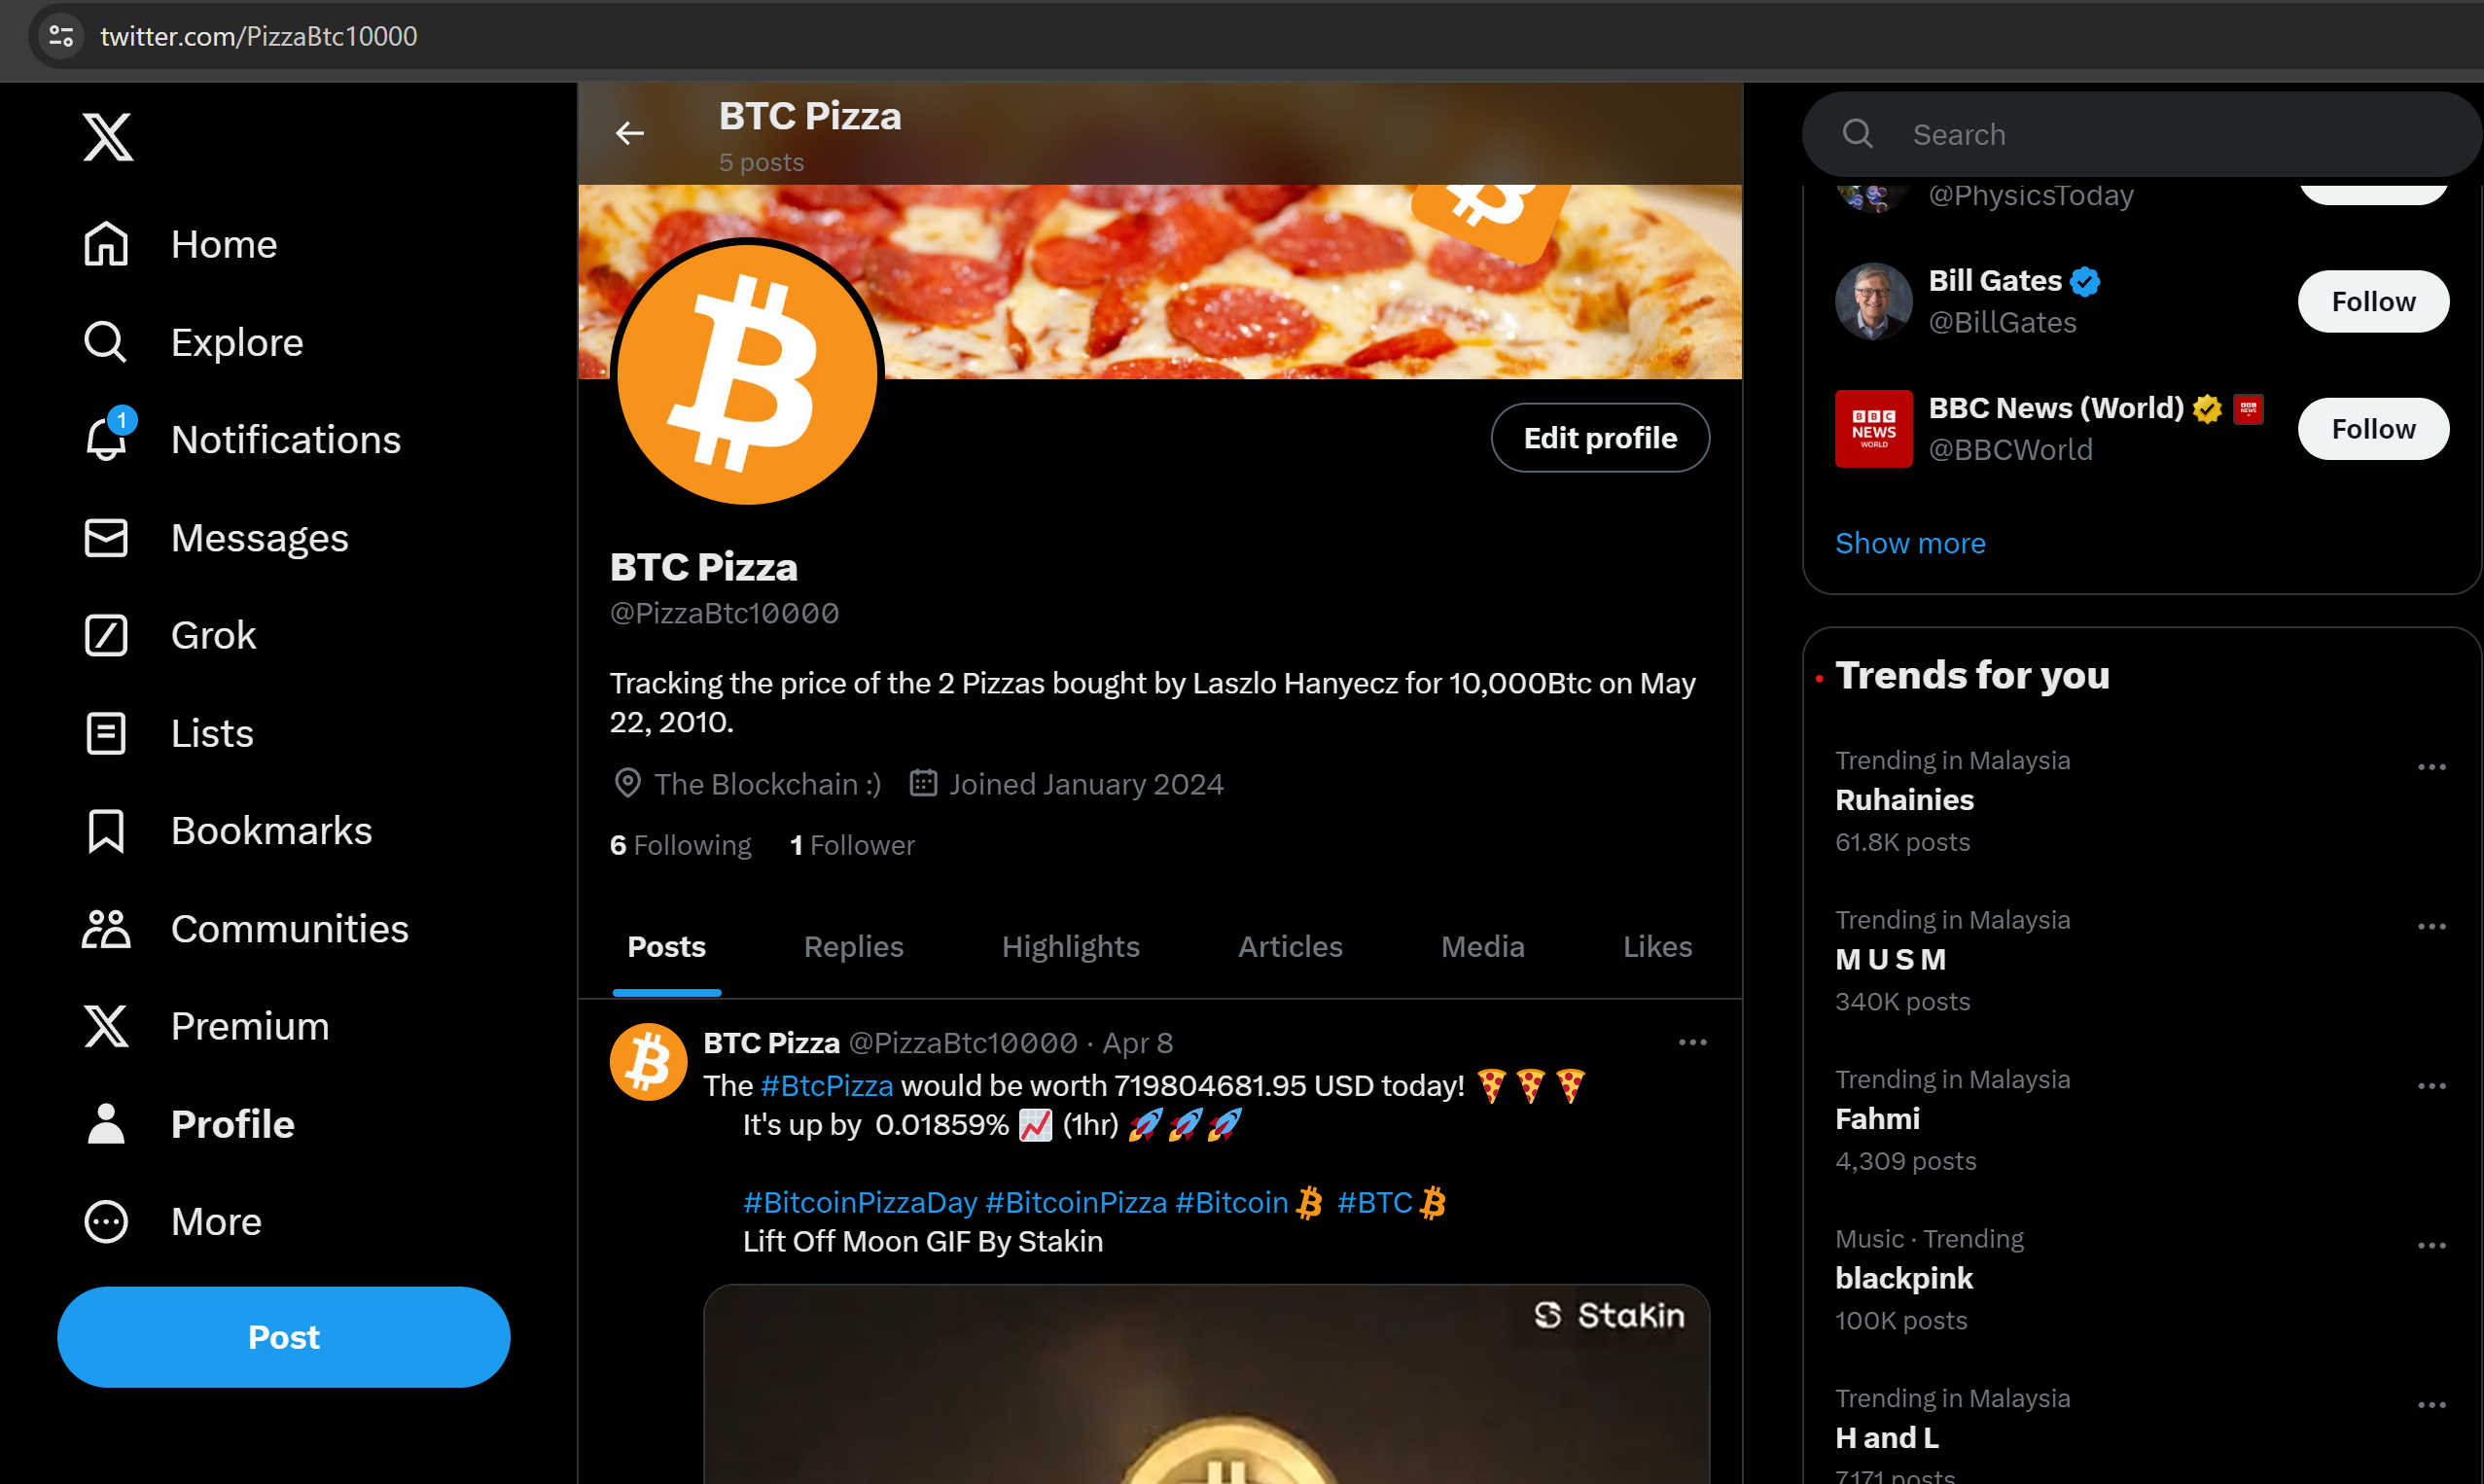 twitter.com/PizzaBtc10000
BTC Pizza
5 posts
Home
Explore
1
Notifications
Messages
Grok
Lists
Bookmarks
Communities
Premium
Profile
More
Post
Edit profile
BTC Pizza
@PizzaBtc10000
Tracking the price of the 2 Pizzas bought by Laszlo Hanyecz for 10,000Btc on May
22, 2010.
The Blockchain :) Joined January 2024
6 Following 1 Follower
Posts Replies Highlights Articles Media Likes
BTC Pizza @PizzaBtc10000 · Apr 8
The #BtcPizza would be worth 719804681.95 USD today! 🍕🍕🍕
It's up by 0.01859% 📈 (1hr) 🚀🚀🚀
#BitcoinPizzaDay #BitcoinPizza #Bitcoin #BTC
Lift Off Moon GIF By Stakin
Stakin
Search
@PhysicsToday
Bill Gates
@BillGates
Follow
BBC NEWS WORLD
BBC News (World)
@BBCWorld
Follow
Show more
Trends for you
Trending in Malaysia
Ruhainies
61.8K posts
Trending in Malaysia
M U S M
340K posts
Trending in Malaysia
Fahmi
4,309 posts
Music · Trending
blackpink
100K posts
Trending in Malaysia
H and L
7,171 posts